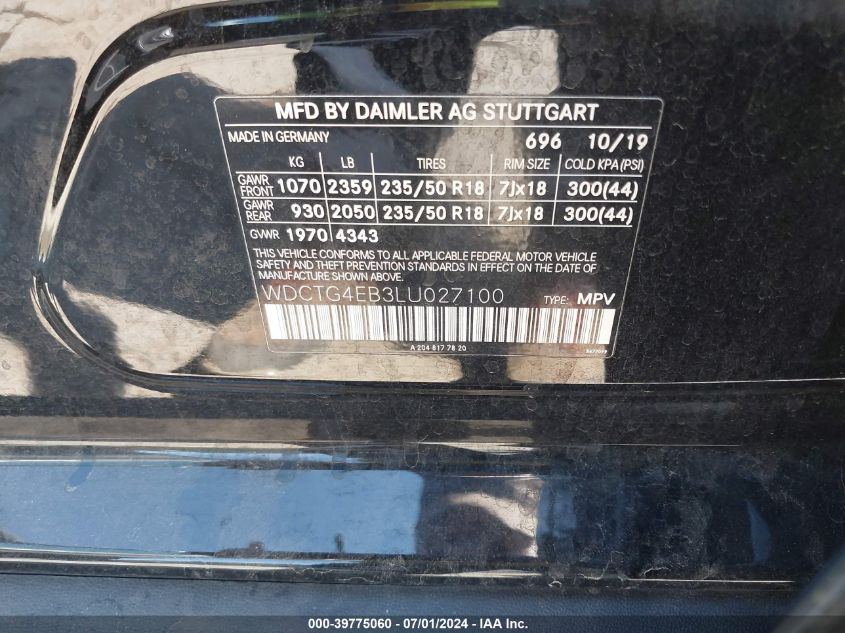 MFD BY DAIMLER AG STUTTGART
MADE IN GERMANY 696 10/19
KG LB TIRES RIM SIZE COLD KPA(PSI)
GAWR FRONT 1070 2359 235/50 R18 7Jx18 300(44)
GAWR REAR 930 2050 235/50 R18 7Jx18 300(44)
GVWR 1970 4343
THIS VEHICLE CONFORMS TO ALL APPLICABLE FEDERAL MOTOR VEHICLE
SAFETY AND THEFT PREVENTION STANDARDS IN EFFECT ON THE DATE OF
MANUFACTURE SHOWN ABOVE.
WDCTG4EB3LU027100 TYPE: MPV
A 204 817 78 20
000-39775060 - 07/01/2024 - IAA Inc.